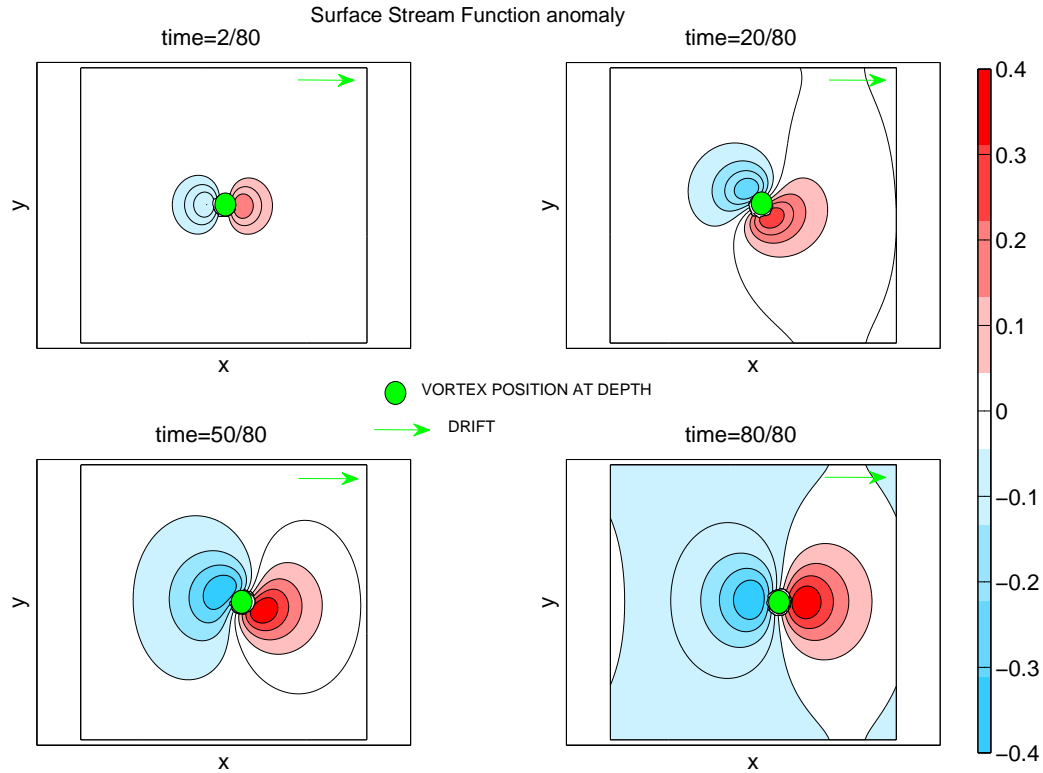 Surface Stream Function anomaly
time=2/80
time=20/80
y
x
y
x
0.4
0.3
0.2
0.1
0
−0.1
−0.2
−0.3
−0.4
VORTEX POSITION AT DEPTH
DRIFT
time=50/80
time=80/80
y
x
y
x